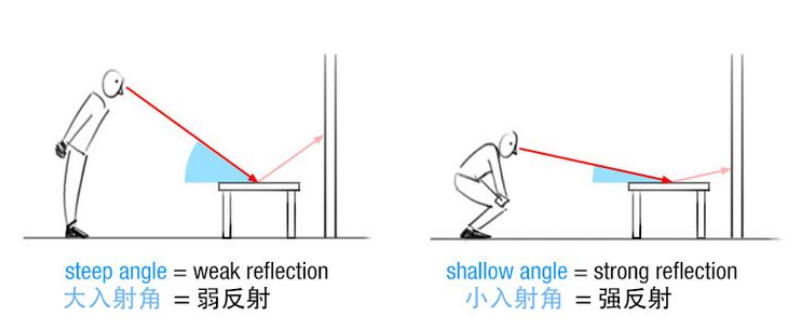 steep angle = weak reflection
大入射角 = 弱反射
shallow angle = strong reflection
小入射角 = 强反射